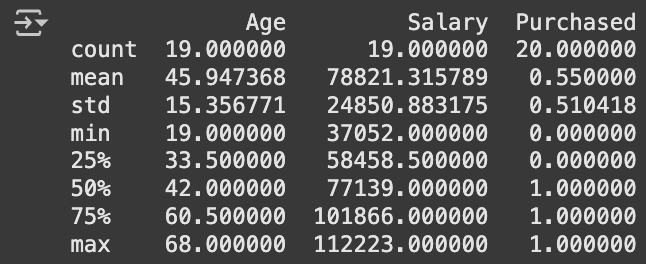 Age Salary Purchased
count 19.000000 19.000000 20.000000
mean 45.947368 78821.315789 0.550000
std 15.356771 24850.883175 0.510418
min 19.000000 37052.000000 0.000000
25% 33.500000 58458.500000 0.000000
50% 42.000000 77139.000000 1.000000
75% 60.500000 101866.000000 1.000000
max 68.000000 112223.000000 1.000000